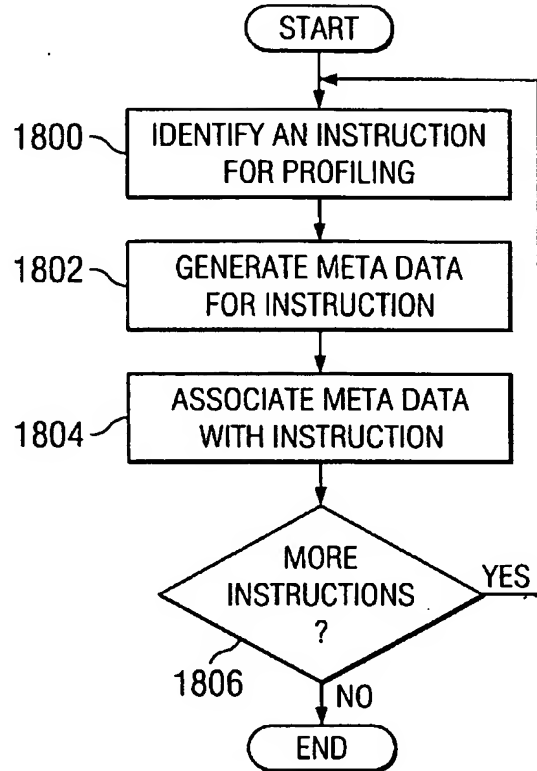 START
1800
IDENTIFY AN INSTRUCTION
FOR PROFILING
1802
GENERATE META DATA
FOR INSTRUCTION
1804
ASSOCIATE META DATA
WITH INSTRUCTION
MORE
INSTRUCTIONS
?
YES
1806
NO
END